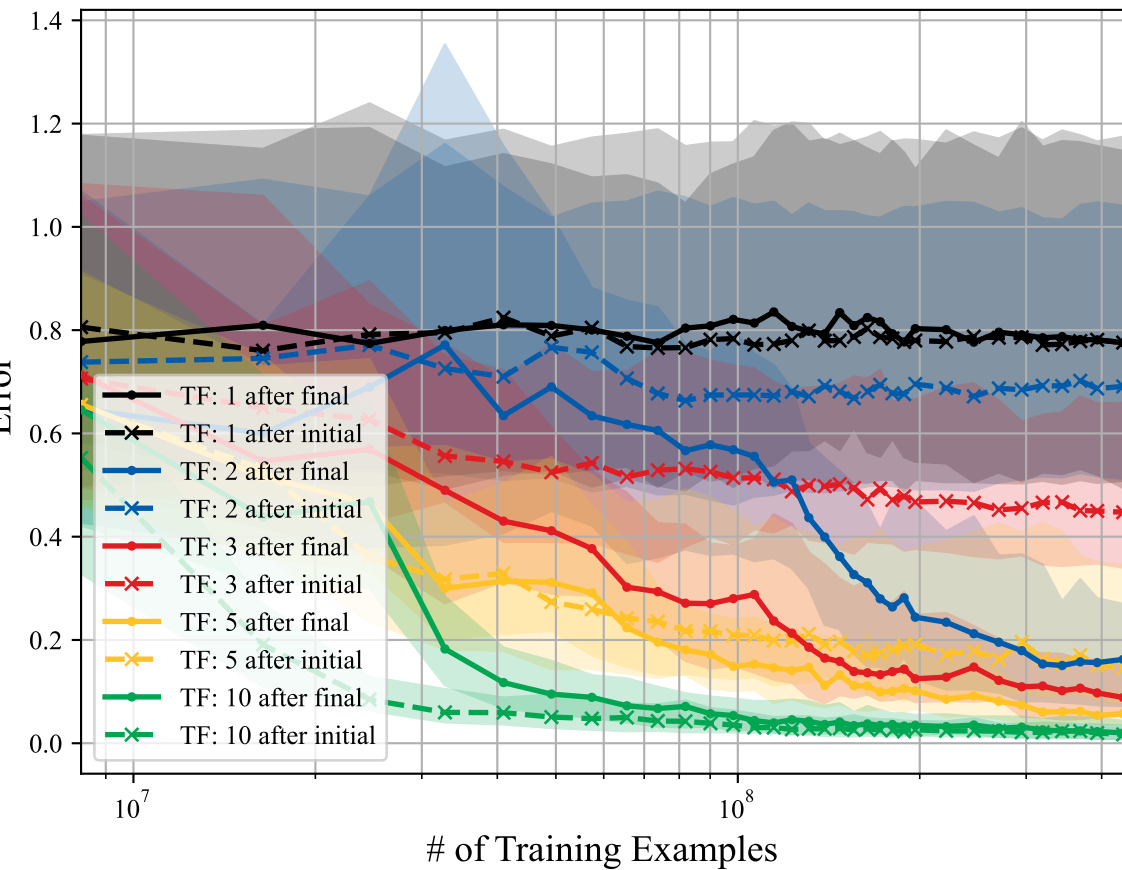 1.4
1.2
1.0
0.8
0.6
0.4
0.2
0.0
Error
TF: 1 after final
TF: 1 after initial
TF: 2 after final
TF: 2 after initial
TF: 3 after final
TF: 3 after initial
TF: 5 after final
TF: 5 after initial
TF: 10 after final
TF: 10 after initial
10⁷ 10⁸
# of Training Examples